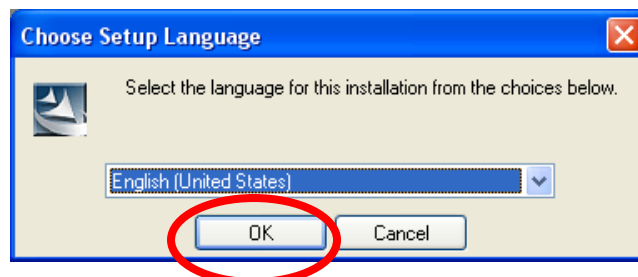 Choose Setup Language
Select the language for this installation from the choices below.
English (United States)
OK
Cancel